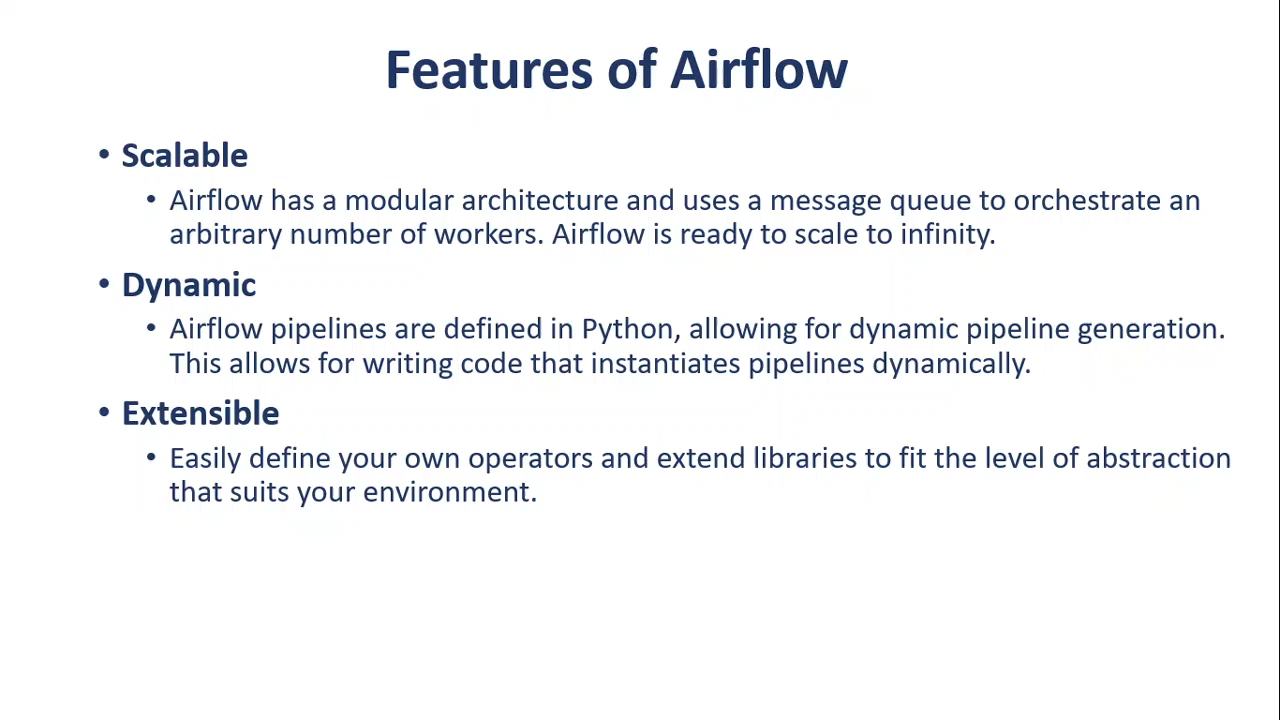 Features of Airflow
• Scalable
• Airflow has a modular architecture and uses a message queue to orchestrate an
arbitrary number of workers. Airflow is ready to scale to infinity.
• Dynamic
• Airflow pipelines are defined in Python, allowing for dynamic pipeline generation.
This allows for writing code that instantiates pipelines dynamically.
• Extensible
• Easily define your own operators and extend libraries to fit the level of abstraction
that suits your environment.